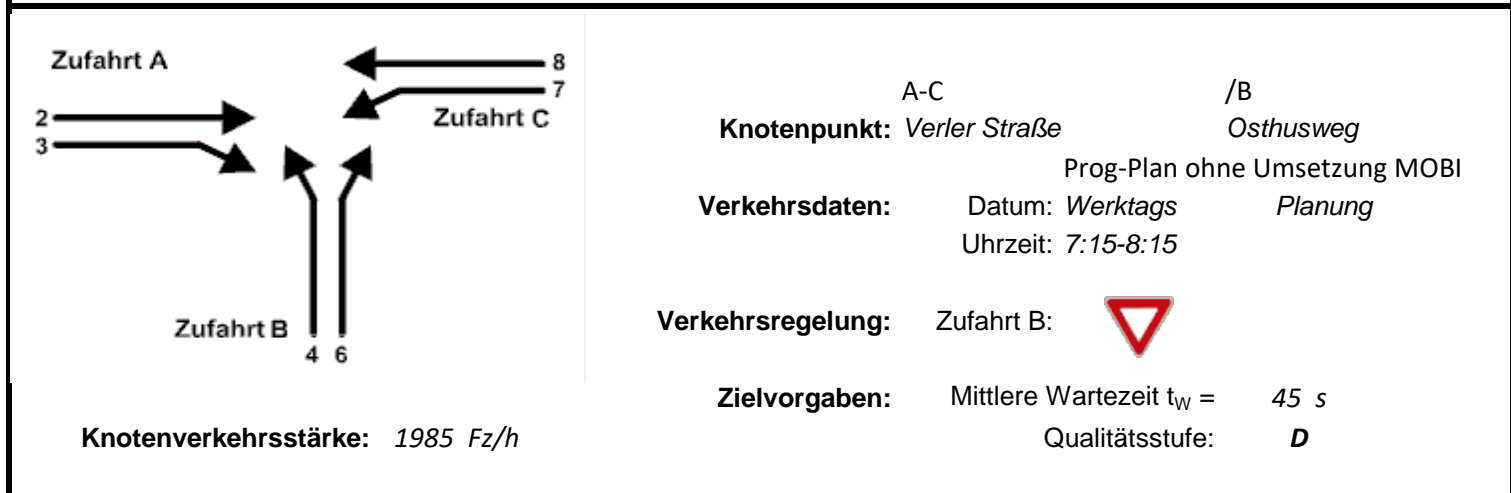 Zufahrt A
8
7
Zufahrt C
2
3
Zufahrt B
4 6
Knotenverkehrsstärke: 1985 Fz/h
A-C /B
Knotenpunkt: Verler Straße Osthusweg
Prog-Plan ohne Umsetzung MOBI
Verkehrsdaten: Datum: Werktags Planung
Uhrzeit: 7:15-8:15
Verkehrsregelung: Zufahrt B:
Zielvorgaben: Mittlere Wartezeit tW = 45 s
Qualitätsstufe: D